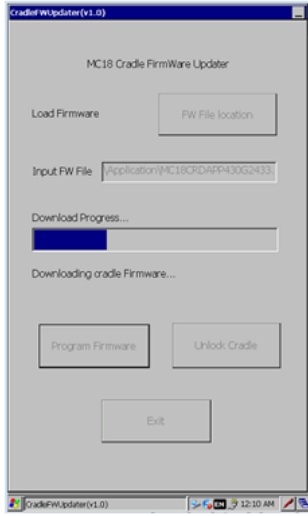 CradleFWUpdater(v1.0)
MC18 Cradle FirmWare Updater
Load Firmware
FW File location
Input FW File
\Application\MC18CRDAPP430G2433.
Download Progress...
Downloading cradle Firmware...
Program Firmware
Unlock Cradle
Exit
CradleFWUpdater(v1.0)
EN
12:10 AM